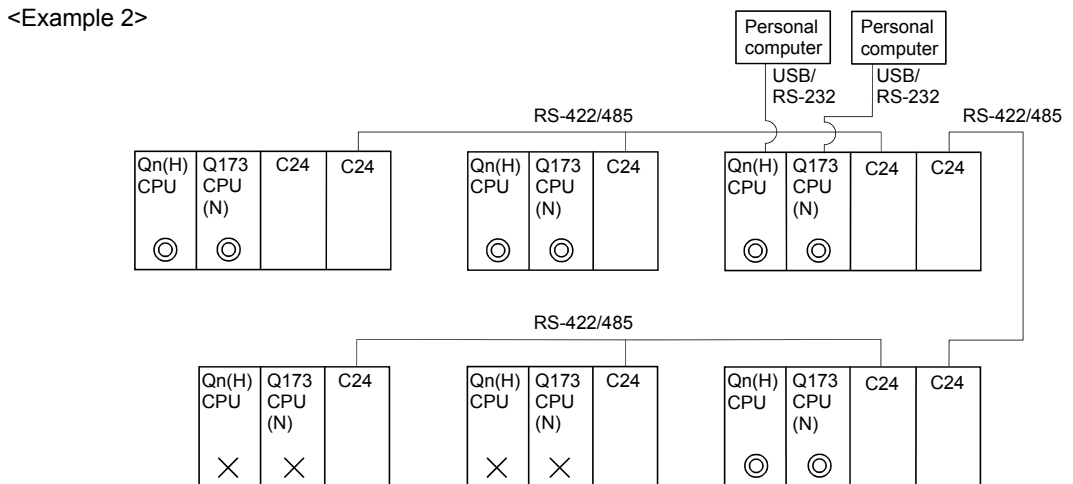 <Example 2>
Personal
computer
Personal
computer
USB/
RS-232
USB/
RS-232
RS-422/485
RS-422/485
Qn(H)
CPU
Q173
CPU
(N)
C24
C24
Qn(H)
CPU
Q173
CPU
(N)
C24
Qn(H)
CPU
Q173
CPU
(N)
C24
C24
RS-422/485
Qn(H)
CPU
Q173
CPU
(N)
C24
Qn(H)
CPU
Q173
CPU
(N)
C24
Qn(H)
CPU
Q173
CPU
(N)
C24
C24